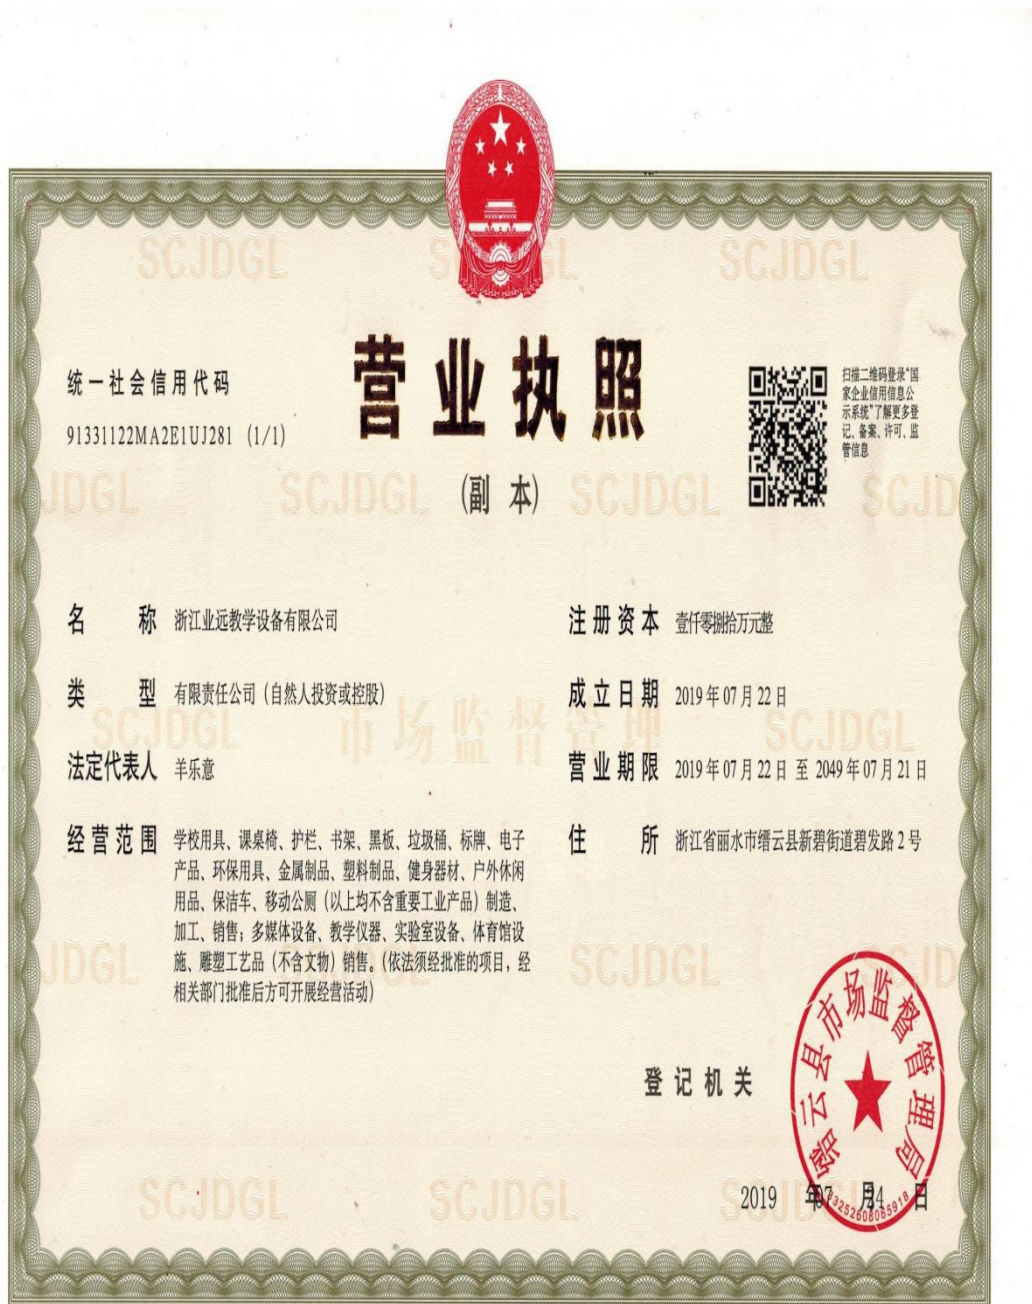 营业执照
(副 本)
统一社会信用代码
91331122MA2E1UJ281 (1/1)
扫描二维码登录“国
家企业信用信息公
示系统”了解更多登
记、备案、许可、监
管信息
名 称 浙江业远教学设备有限公司
类 型 有限责任公司（自然人投资或控股）
法定代表人 羊乐意
经营范围 学校用具、课桌椅、护栏、书架、黑板、垃圾桶、标牌、电子
产品、环保用具、金属制品、塑料制品、健身器材、户外休闲
用品、保洁车、移动公厕（以上均不含重要工业产品）制造、
加工、销售；多媒体设备、教学仪器、实验室设备、体育馆设
施、雕塑工艺品（不含文物）销售。（依法须经批准的项目，经
相关部门批准后方可开展经营活动）
注册资本 壹仟零捌拾万元整
成立日期 2019年07月22日
营业期限 2019年07月22日 至 2049年07月21日
住 所 浙江省丽水市缙云县新碧街道碧发路2号
登记机关
缙云县市场监督管理局
2019 年07 月24 日
SCJDGL
市场监督管理